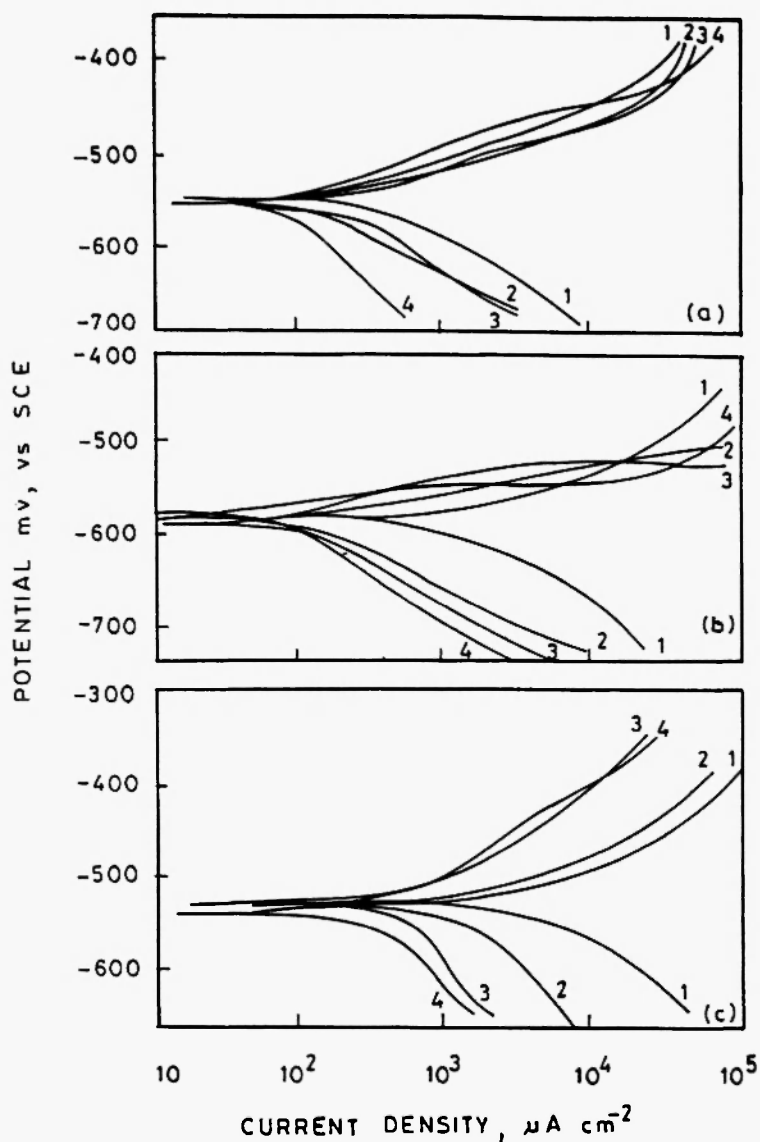 -400
1 2 3 4
-500
-600
4 3 2 1
(a)
-700
-400
1
4
-500
2
3
-600
-700
4 3 2 1
(b)
-300
3 4
-400
2 1
-500
-600
4 3 2 1
(c)
10 10² 10³ 10⁴ 10⁵
POTENTIAL mv, vs SCE
CURRENT DENSITY, µA cm⁻²